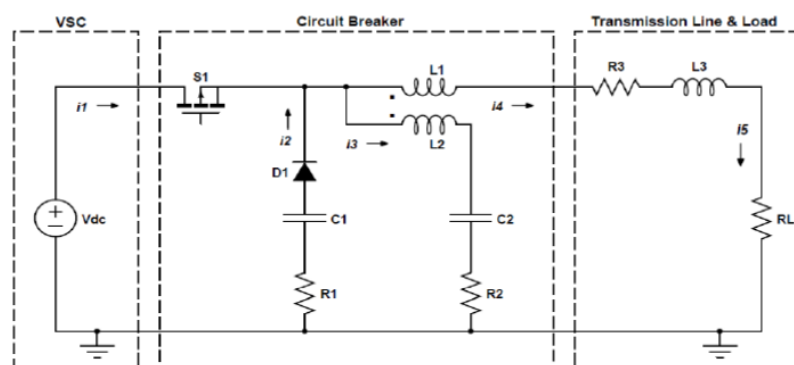 VSC
Circuit Breaker
Transmission Line & Load
S1
L1
R3
L3
i1
i4
i2
i3
L2
i5
D1
Vdc
C1
C2
RL
R1
R2